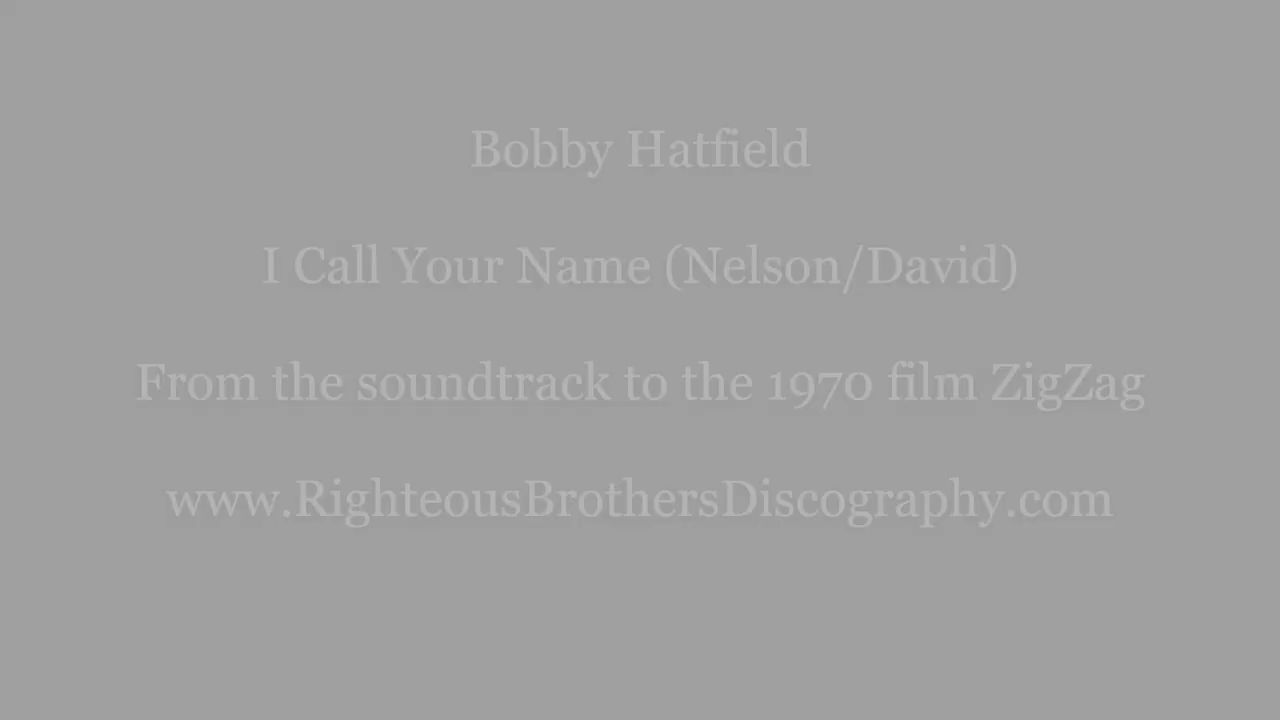 Bobby Hatfield
I Call Your Name (Nelson/David)
From the soundtrack to the 1970 film ZigZag
www.RighteousBrothersDiscography.com